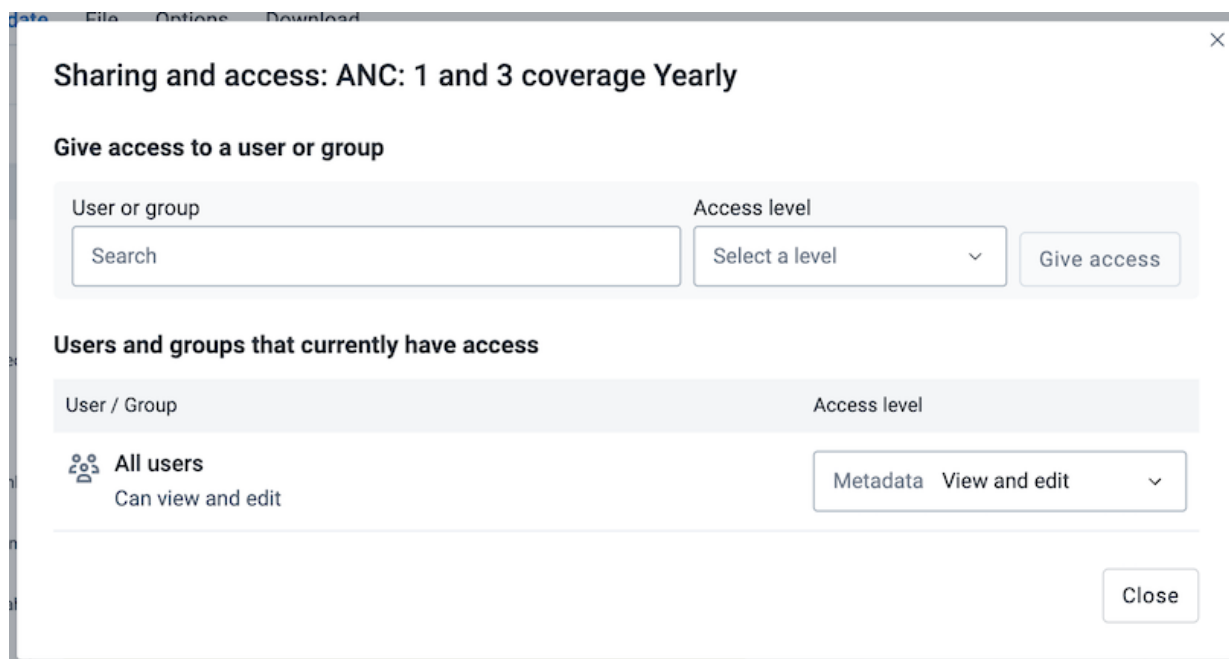 File Options Download
Sharing and access: ANC: 1 and 3 coverage Yearly
Give access to a user or group
User or group Access level
Search Select a level Give access
Users and groups that currently have access
User / Group Access level
All users
Can view and edit
Metadata View and edit
Close